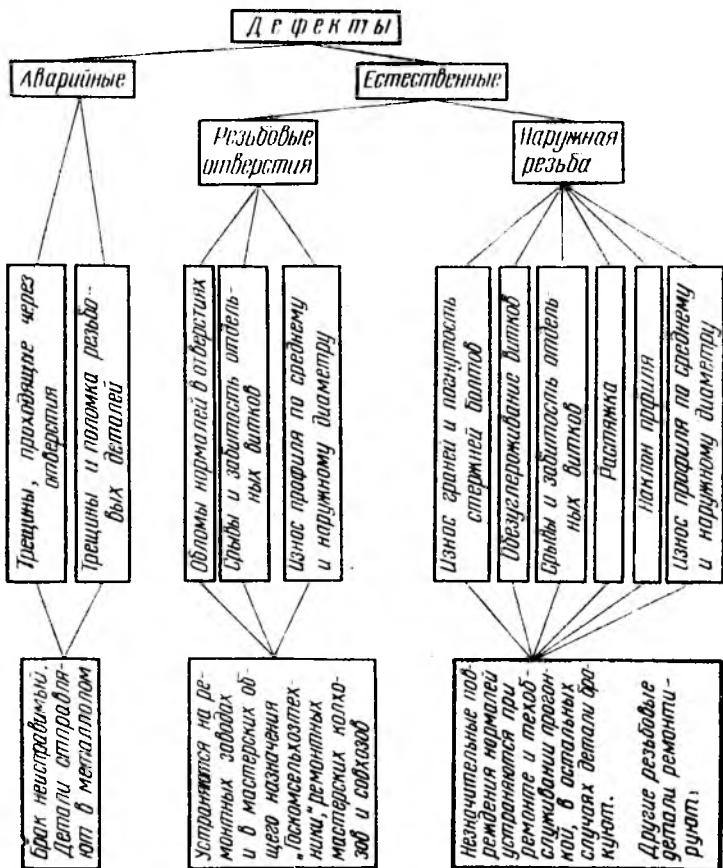 Дефекты
Аварийные
Естественные
Резьбовые
отверстия
Наружная
резьба
Трещины, проходящие через
отверстия
Трещины и поломка резьбо-
вых деталей
Обломы нормалей в отверстиях
Срывы и забитость отдель-
ных витков
Износ профиля по среднему
и наружному диаметру
Износ граней и погнутость
стержней болтов
Обезуглероживание витков
Срывы и забитость отдель-
ных витков
Растяжка
Наклон профиля
Износ профиля по среднему
и наружному диаметру
Брак неисправимый.
Детали отправля-
ют в металлолом
Устраняются на ре-
монтных заводах
и в мастерских об-
щего назначения
„Госкомсельхозтех-
ника", ремонтных
мастерских колхо-
зов и совхозов
Незначительные пов-
реждения нормалей
устраняются при
ремонте и техоб-
служивании прогон-
кой, в остальных
случаях детали бра-
куют.
Другие резьбовые
детали ремонти-
руют.